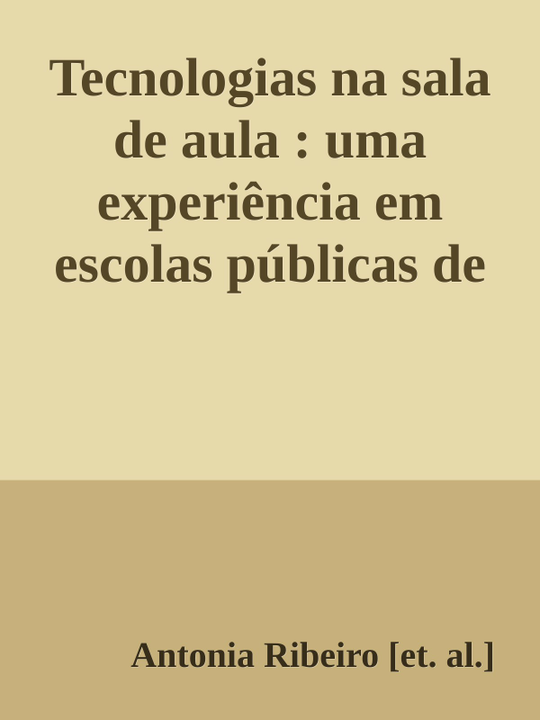 Tecnologias na sala
de aula : uma
experiência em
escolas públicas de
Antonia Ribeiro [et. al.]